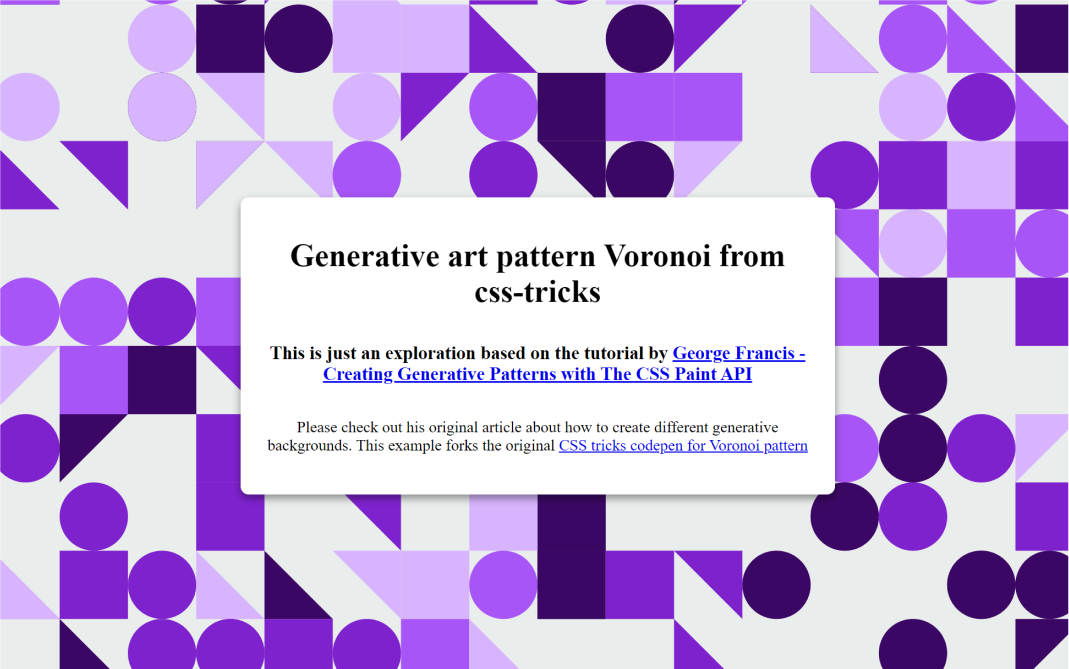 Generative art pattern Voronoi from
css-tricks
This is just an exploration based on the tutorial by George Francis -
Creating Generative Patterns with The CSS Paint API
Please check out his original article about how to create different generative
backgrounds. This example forks the original CSS tricks codepen for Voronoi pattern